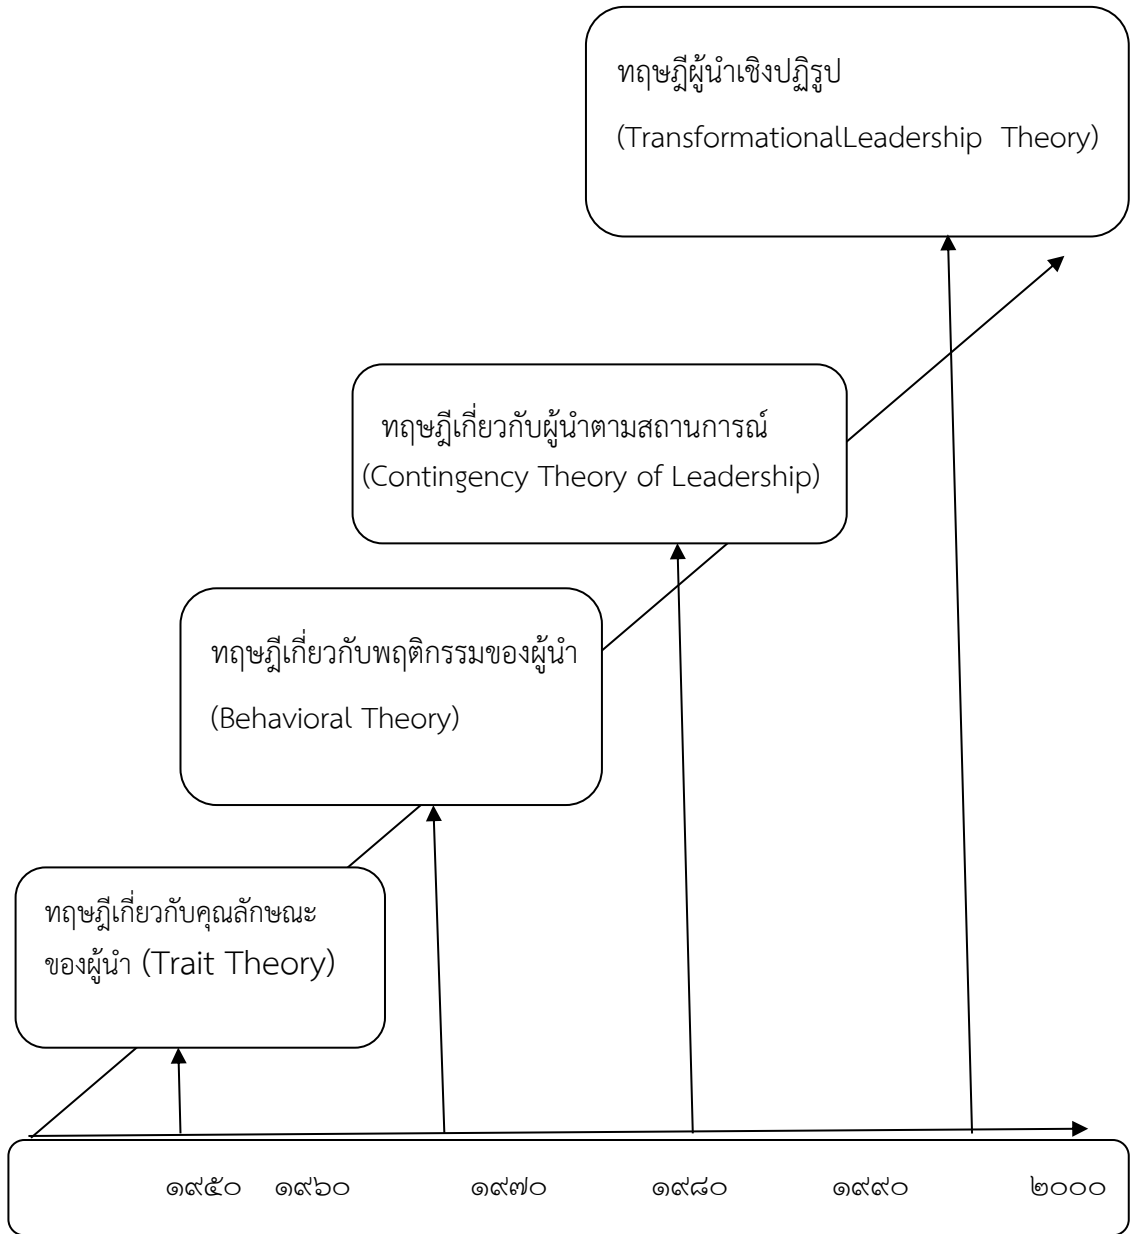 ทฤษฎีผู้นำเชิงปฏิรูป
(TransformationalLeadership Theory)
ทฤษฎีเกี่ยวกับผู้นำตามสถานการณ์
(Contingency Theory of Leadership)
ทฤษฎีเกี่ยวกับพฤติกรรมของผู้นำ
(Behavioral Theory)
ทฤษฎีเกี่ยวกับคุณลักษณะ
ของผู้นำ (Trait Theory)
๑๙๕๐ ๑๙๖๐ ๑๙๗๐ ๑๙๘๐ ๑๙๙๐ ๒๐๐๐